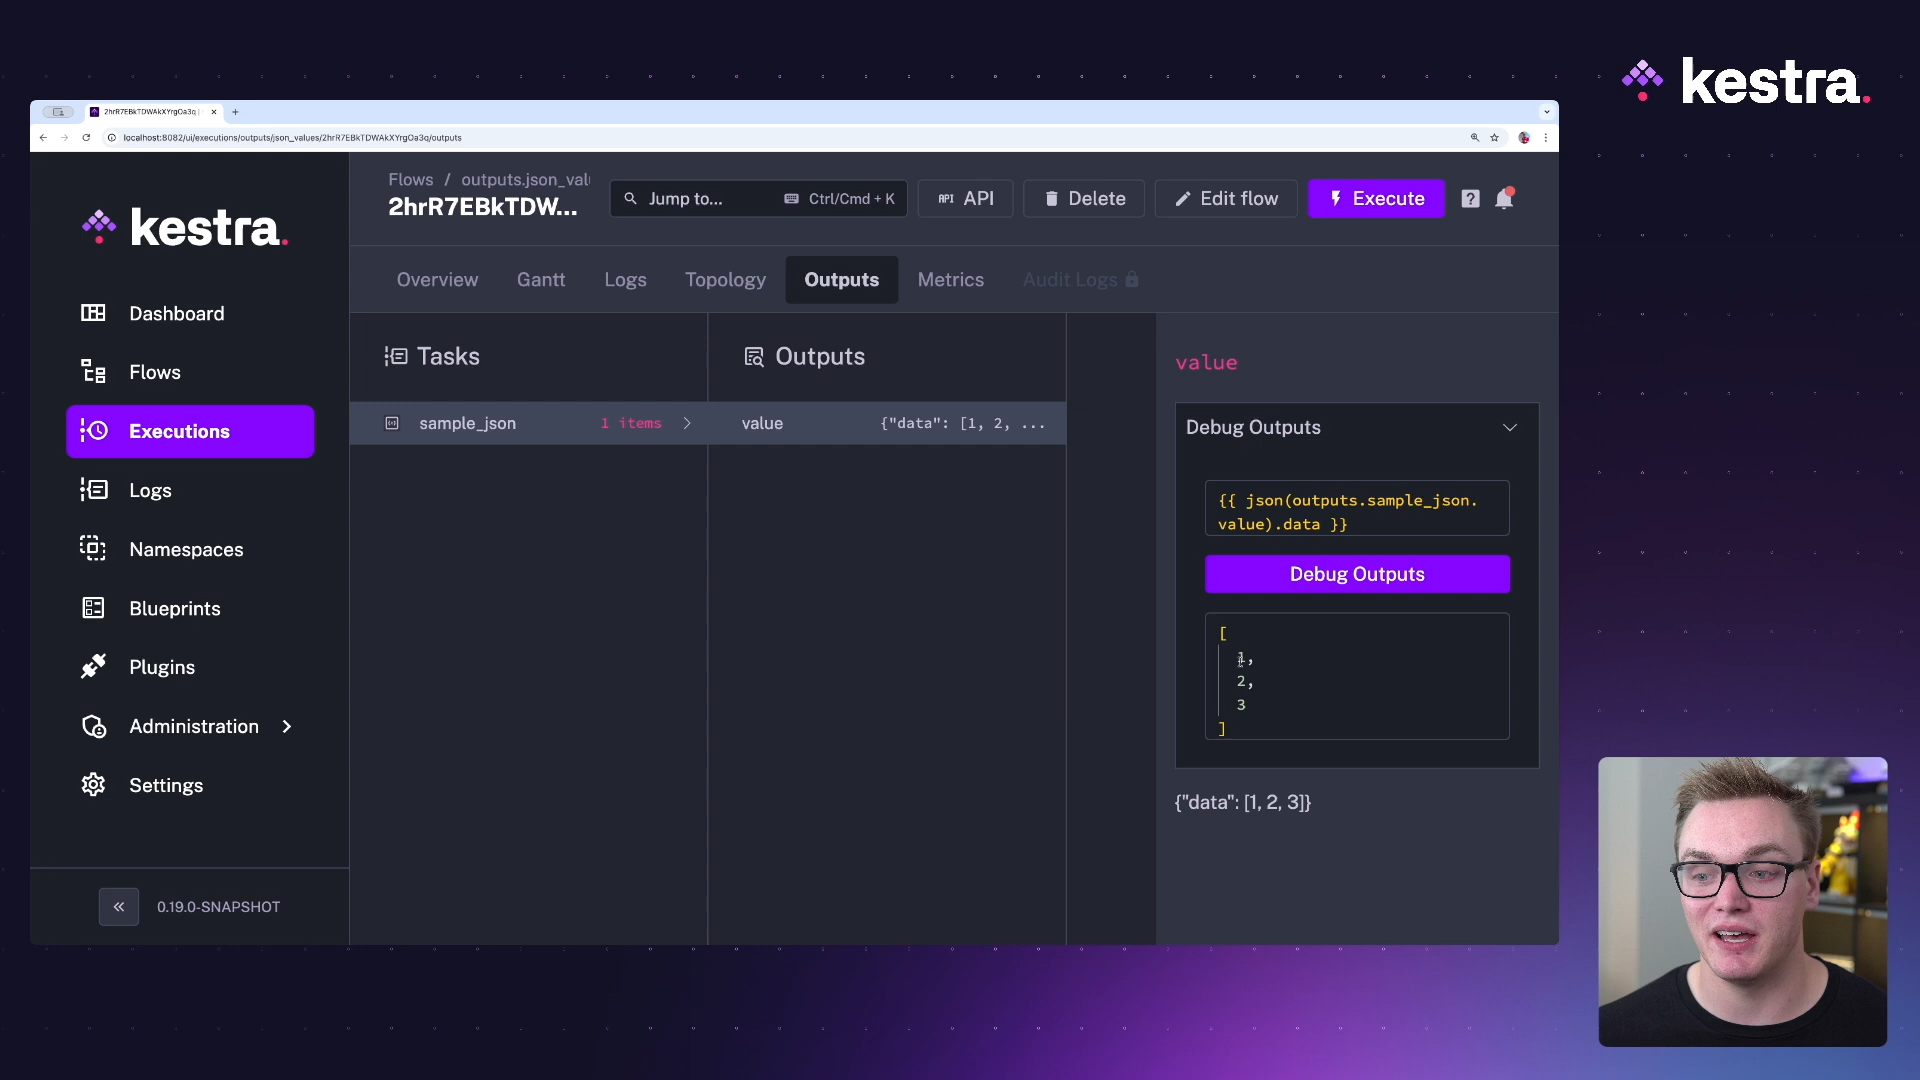 kestra.
2hrR7EBkTDWAkXYrgOa3q |
localhost:8082/ui/executions/outputs/json_values/2hrR7EBkTDWAkXYrgOa3q/outputs
kestra.
Dashboard
Flows
Executions
Logs
Namespaces
Blueprints
Plugins
Administration
Settings
0.19.0-SNAPSHOT
Flows / outputs.json_val
2hrR7EBkTDW...
Jump to... Ctrl/Cmd + K
API API
Delete
Edit flow
Execute
?
Overview Gantt Logs Topology Outputs Metrics Audit Logs
Tasks
sample_json 1 items
Outputs
value {"data": [1, 2, ...
value
Debug Outputs
{{ json(outputs.sample_json.
value).data }}
Debug Outputs
[
1,
2,
3
]
{"data": [1, 2, 3]}